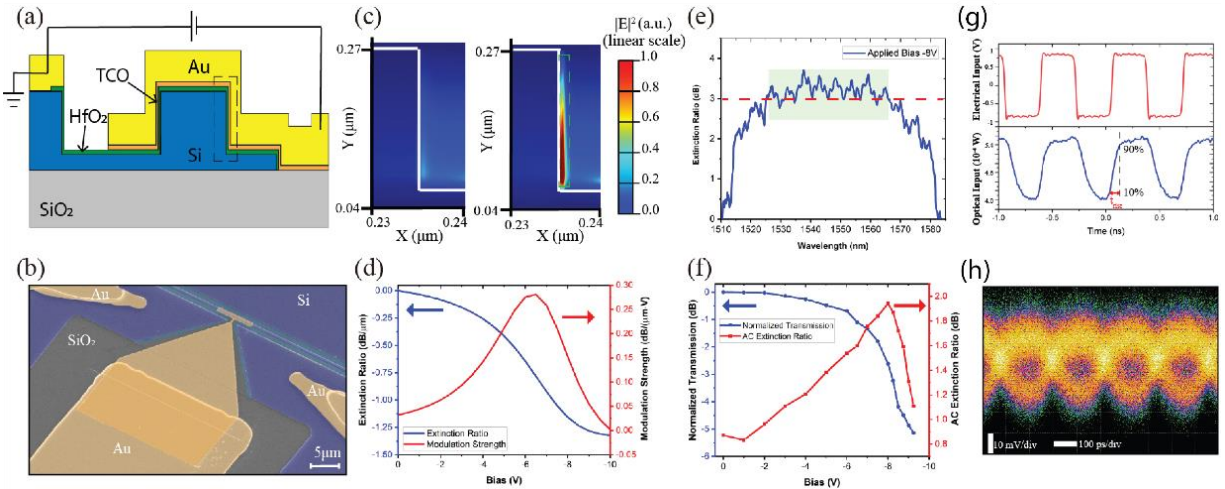 (a)
Au
TCO
HfO₂
Si
SiO₂
(b)
Au
Si
SiO₂
Au
Au
5μm
(c)
|E|² (a.u.)
(linear scale)
0.27
0.27
1.0
0.8
0.6
0.4
0.2
0.0
Y (μm)
Y (μm)
0.04
0.04
0.23
0.24
0.23
0.24
X (μm)
X (μm)
(d)
0.00
-0.25
-0.50
-0.75
-1.00
-1.25
-1.50
Extinction Ratio (dB/μm)
0.30
0.25
0.20
0.15
0.10
0.05
0.00
-0.05
Modulation Strength (dB/μm·V)
Extinction Ratio
Modulation Strength
0
-2
-4
-6
-8
-10
Bias (V)
(e)
Applied Bias -8V
4
3
2
1
0
Extinction Ratio (dB)
1510
1520
1530
1540
1550
1560
1570
1580
Wavelength (nm)
(f)
0
-1
-2
-3
-4
-5
-6
Normalized Transmission (dB)
Normalized Transmission
AC Extinction Ratio
2.0
1.8
1.6
1.4
1.2
1.0
0.8
AC Extinction Ratio (dB)
0
-2
-4
-6
-8
-10
Bias (V)
(g)
Electrical Input (V)
1
0
-1
Optical Input (10⁻⁴ W)
5.0
4.5
4.0
90%
10%
-1.0
-0.5
0.0
0.5
1.0
Time (ns)
(h)
10 mV/div
100 ps/div